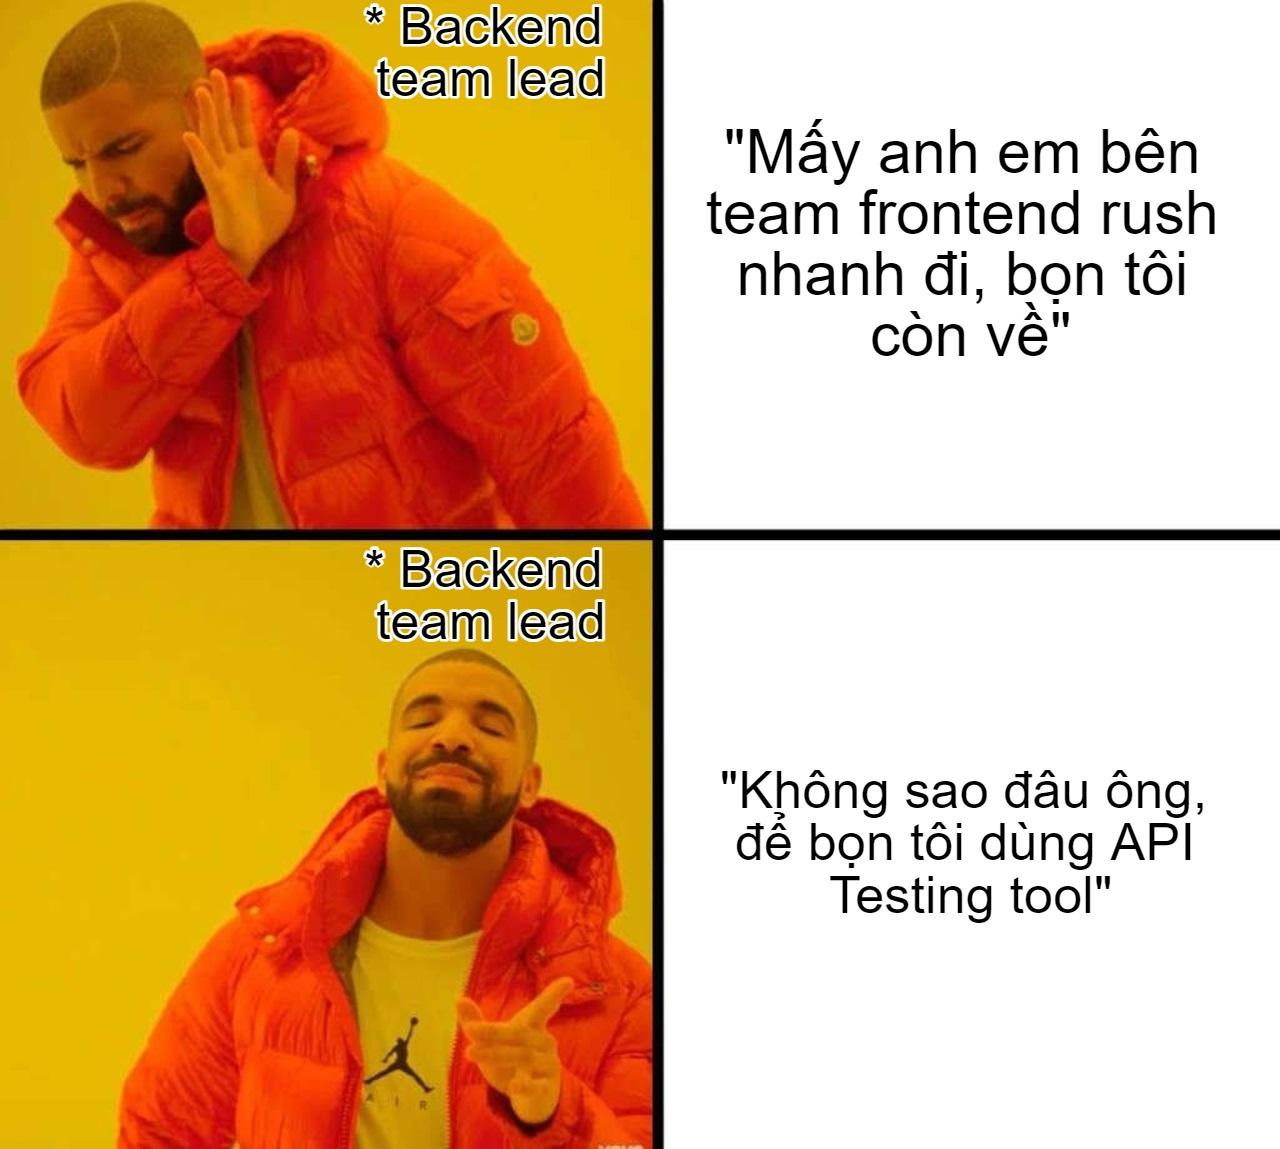 * Backend
team lead
"Mấy anh em bên
team frontend rush
nhanh đi, bọn tôi
còn về"
* Backend
team lead
"Không sao đâu ông,
để bọn tôi dùng API
Testing tool"
AIR